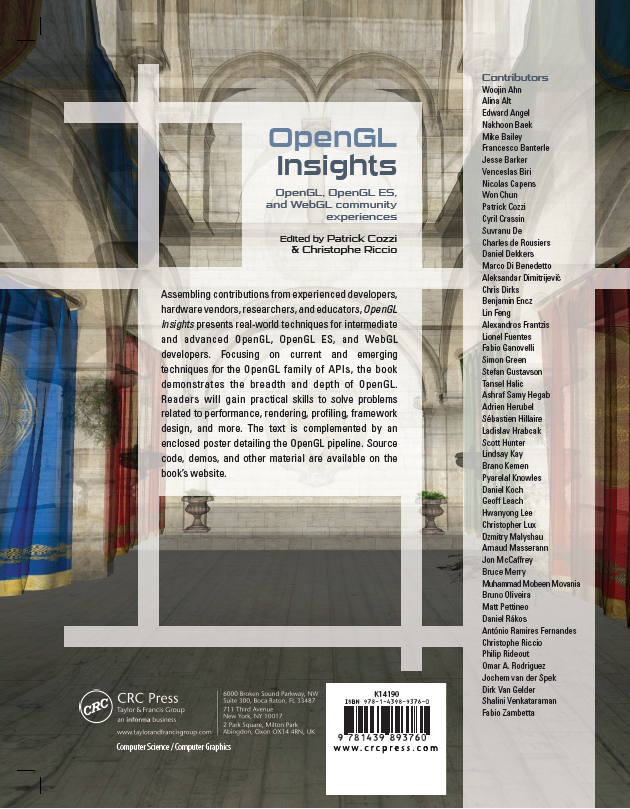 OpenGL
Insights
OpenGL, OpenGL ES,
and WebGL community
experiences
Edited by Patrick Cozzi
& Christophe Riccio
Assembling contributions from experienced developers,
hardware vendors, researchers, and educators, OpenGL
Insights presents real-world techniques for intermediate
and advanced OpenGL, OpenGL ES, and WebGL
developers. Focusing on current and emerging
techniques for the OpenGL family of APIs, the book
demonstrates the breadth and depth of OpenGL.
Readers will gain practical skills to solve problems
related to performance, rendering, profiling, framework
design, and more. The text is complemented by an
enclosed poster detailing the OpenGL pipeline. Source
code, demos, and other material are available on the
book's website.
Contributors
Woojin Ahn
Alina Alt
Edward Angel
Nakhoon Baek
Mike Bailey
Francesco Banterle
Jesse Barker
Venceslas Biri
Nicolas Capens
Won Chun
Patrick Cozzi
Cyril Crassin
Suvranu De
Charles de Rousiers
Daniel Dekkers
Marco Di Benedetto
Aleksandar Dimitrijević
Chris Dirks
Benjamin Encz
Lin Feng
Alexandros Frantzis
Lionel Fuentes
Fabio Ganovelli
Simon Green
Stefan Gustavson
Tansel Halic
Ashraf Samy Hegab
Adrien Herubel
Sébastien Hillaire
Ladislav Hrabcak
Scott Hunter
Lindsay Kay
Brano Kemen
Pyarelal Knowles
Daniel Koch
Geoff Leach
Hwanyong Lee
Christopher Lux
Dzmitry Malyshau
Arnaud Masserann
Jon McCaffrey
Bruce Merry
Muhammad Mobeen Movania
Bruno Oliveira
Matt Pettineo
Daniel Rákos
António Ramires Fernandes
Christophe Riccio
Philip Rideout
Omar A. Rodriguez
Jochem van der Spek
Dirk Van Gelder
Shalini Venkataraman
Fabio Zambetta
CRC
CRC Press
Taylor & Francis Group
an informa business
www.taylorandfrancisgroup.com
6000 Broken Sound Parkway, NW
Suite 300, Boca Raton, FL 33487
711 Third Avenue
New York, NY 10017
2 Park Square, Milton Park
Abingdon, Oxon OX14 4RN, UK
Computer Science / Computer Graphics
K14190
ISBN 978-1-4398-9376-0
9 781439 893760
www.crcpress.com